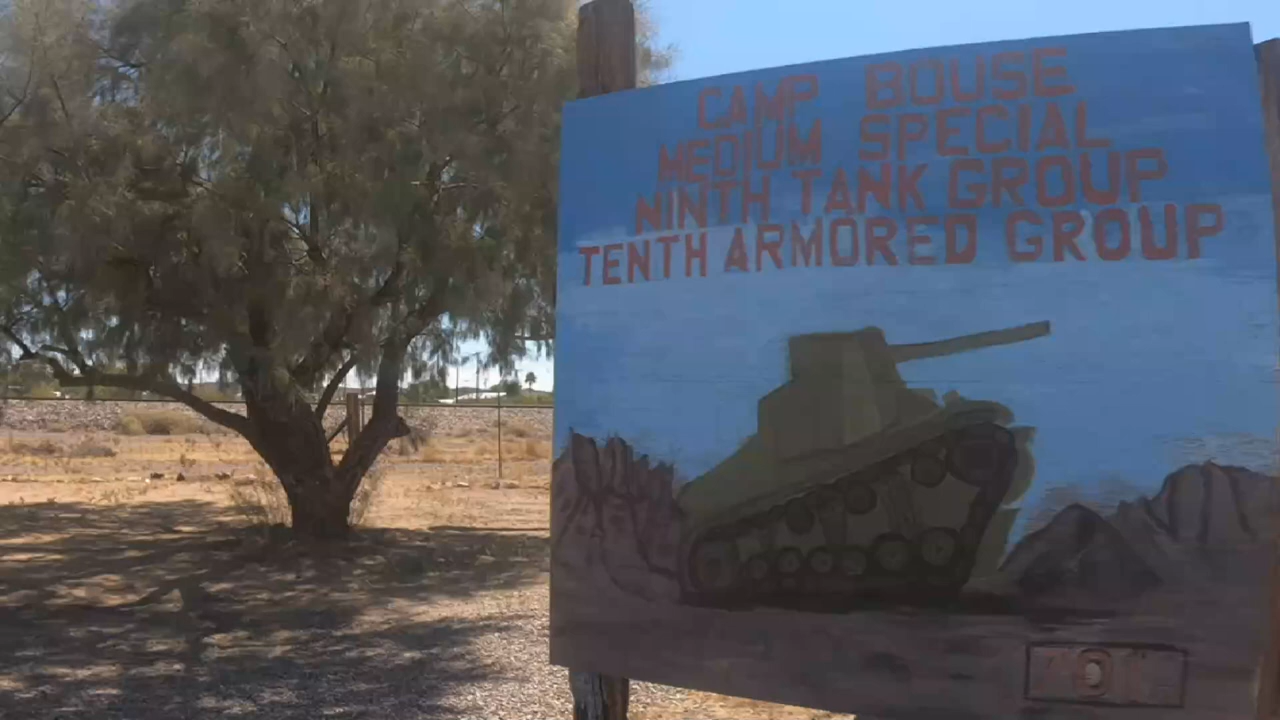 CAMP BOUSE
MEDIUM SPECIAL
NINTH TANK GROUP
TENTH ARMORED GROUP